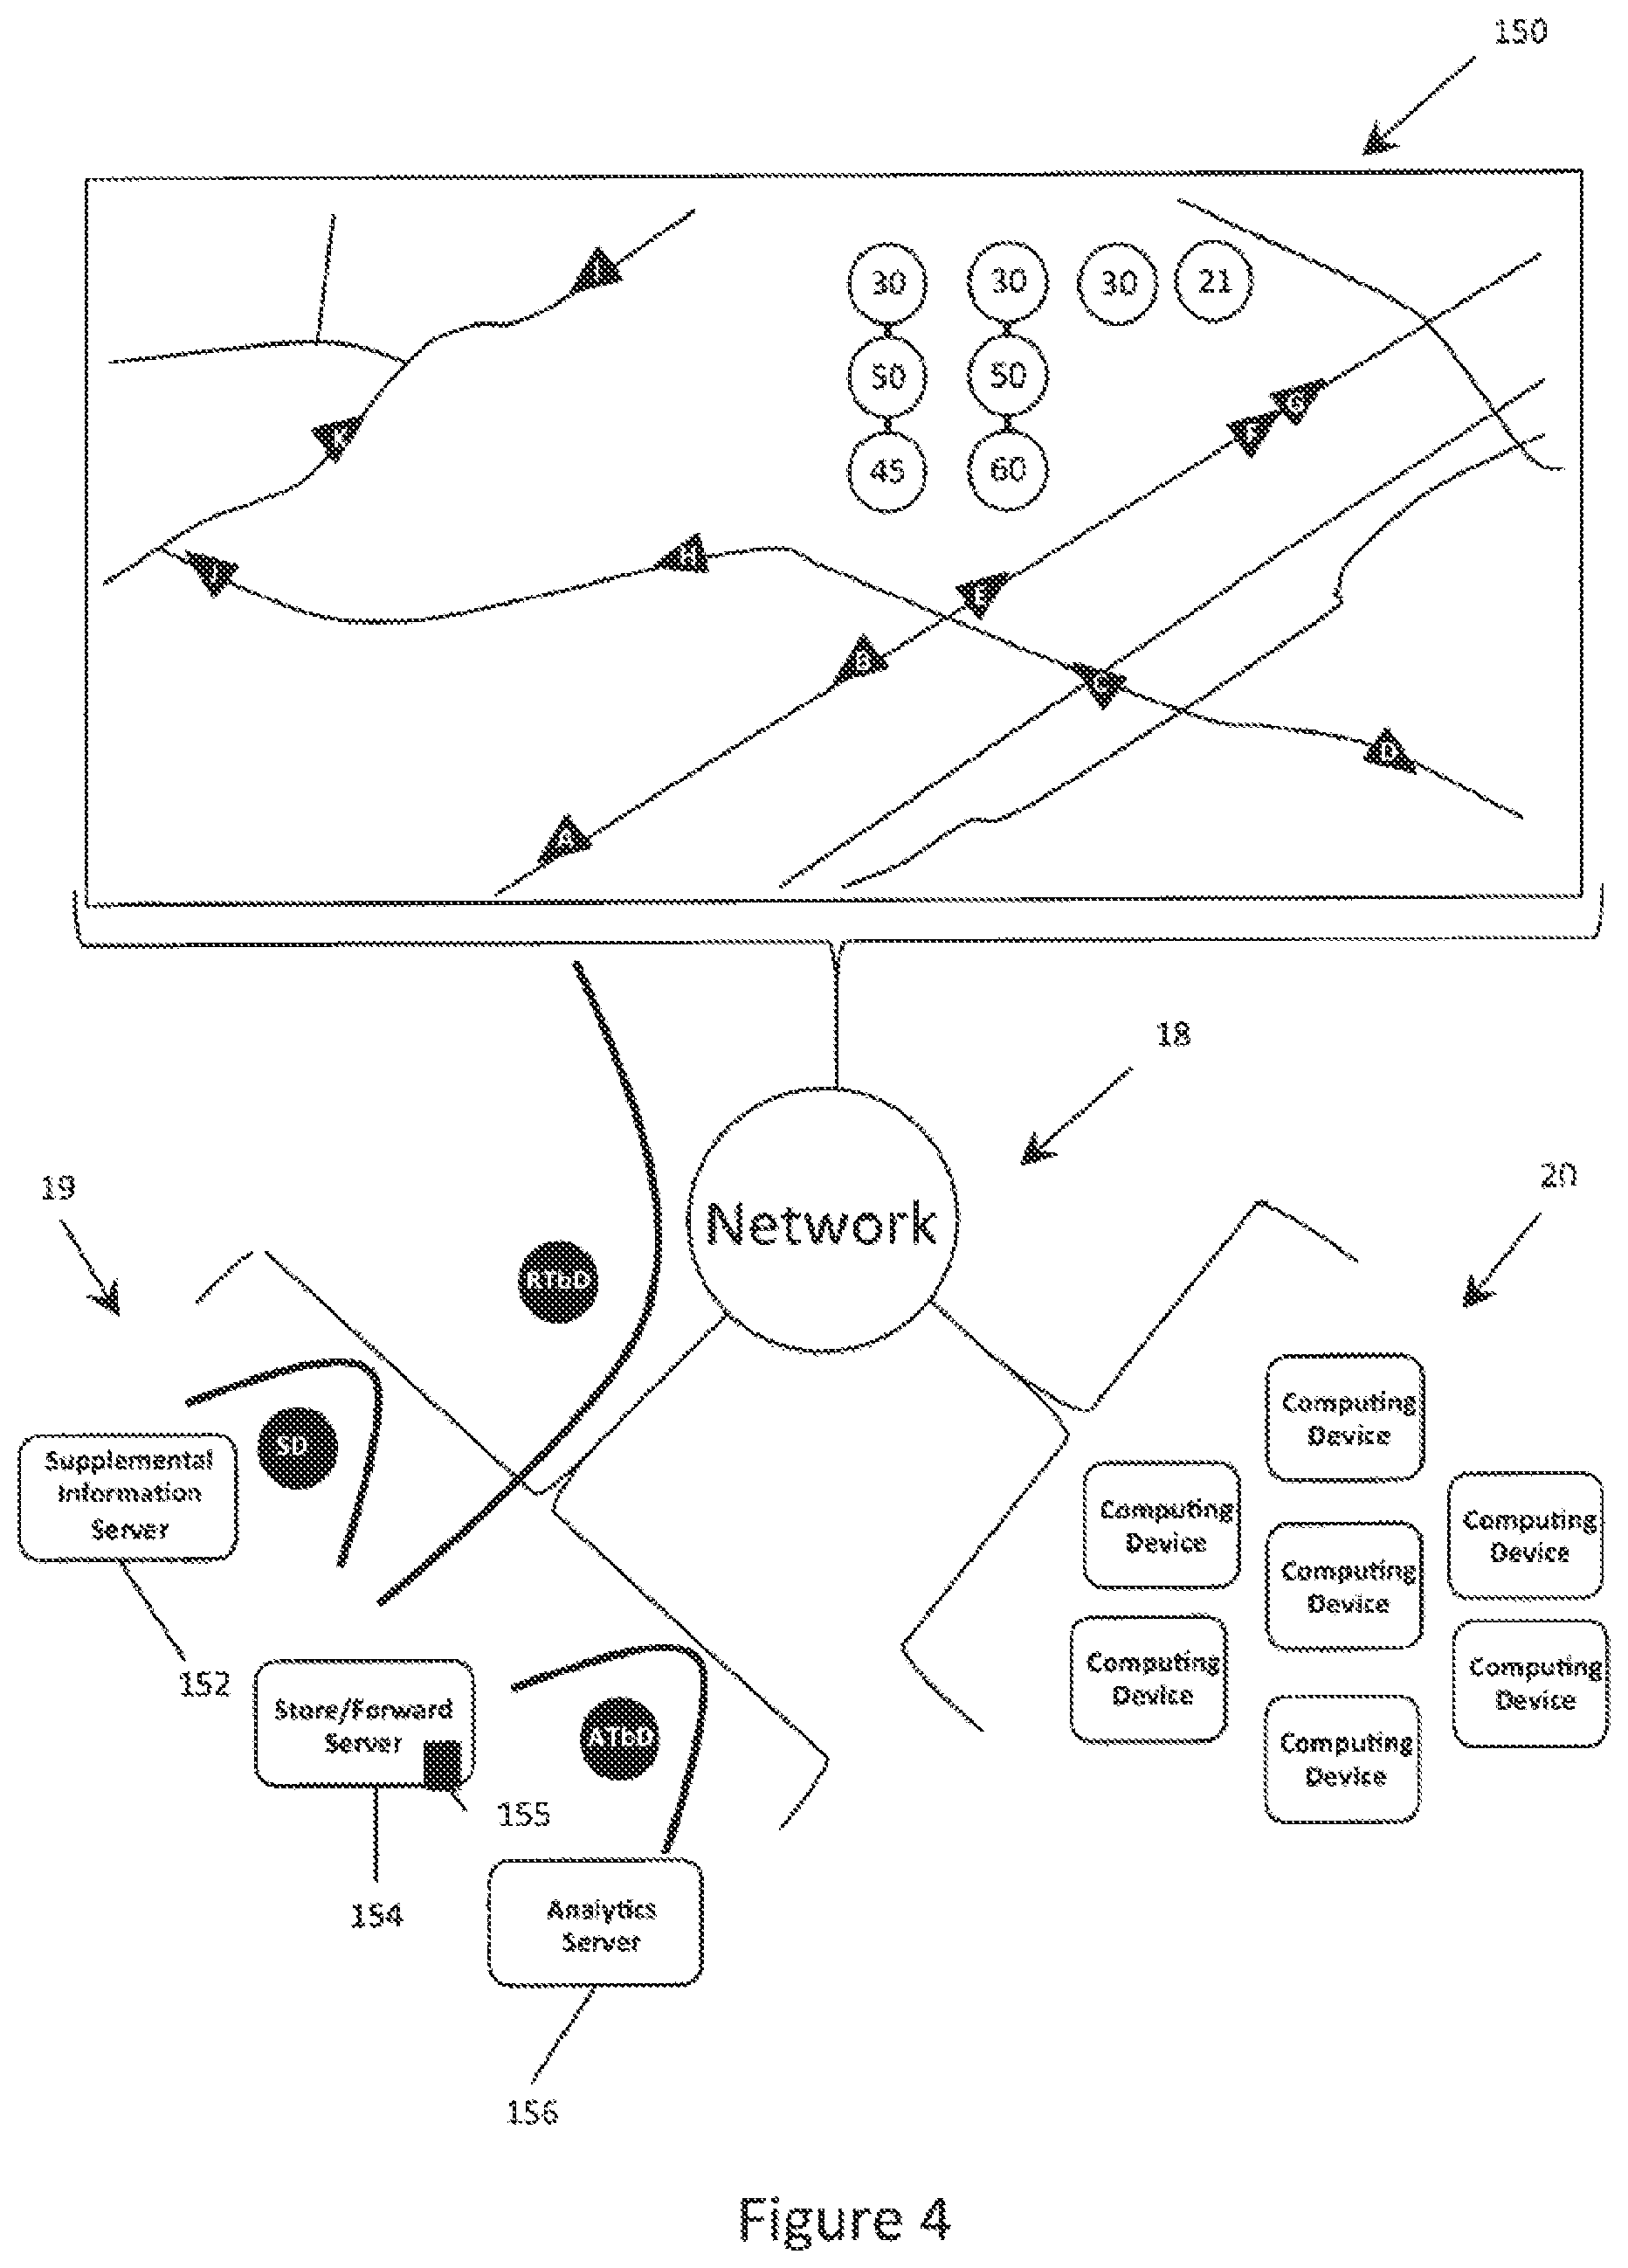 150
I
30
30
30
21
50
50
G
F
K
45
60
H
J
E
B
C
D
A
18
19
20
Network
RTbD
SD
Supplemental
Information
Server
152
Store/Forward
Server
155
154
ATbD
Analytics
Server
156
Computing
Device
Computing
Device
Computing
Device
Computing
Device
Computing
Device
Computing
Device
Computing
Device
Figure 4